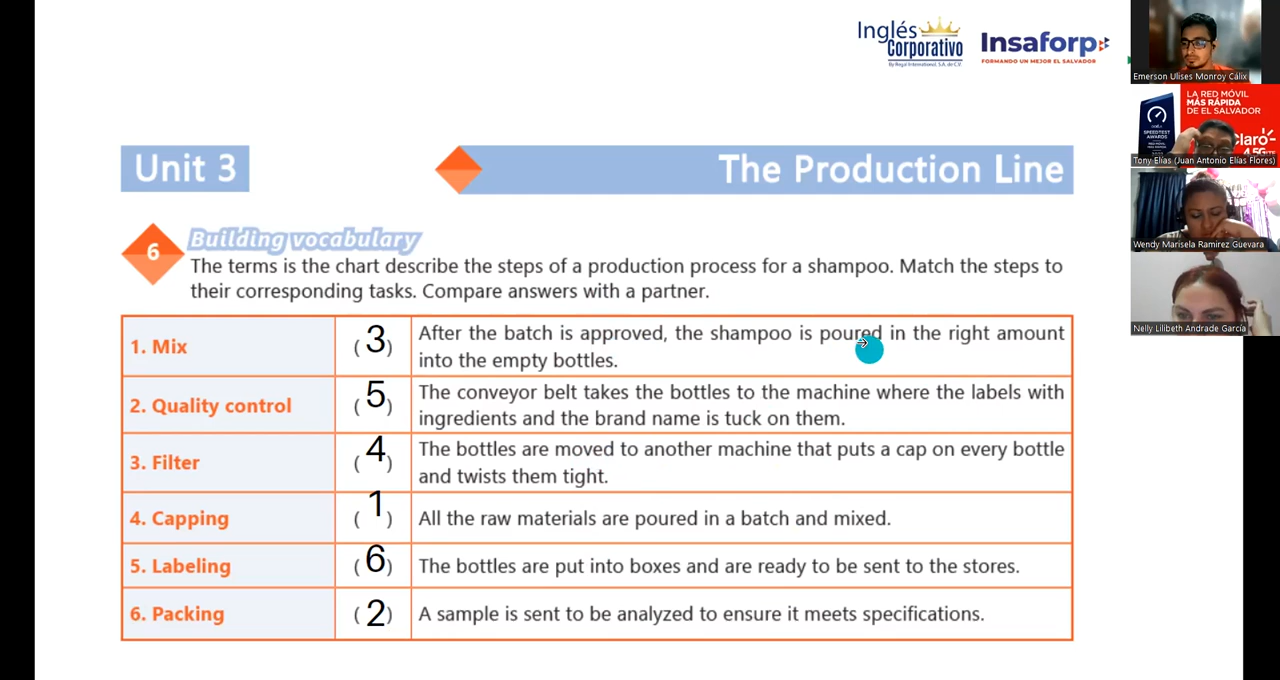 Inglés
Corporativo
By Royal International, S.A. de C.V.
Insaforp
FORMANDO UN MEJOR EL SALVADOR
Emerson Ulises Monroy Cálix
LA RED MÓVIL
MÁS RÁPIDA
DE EL SALVADOR
SPEEDTEST
AWARDS
Claro
4.5G
Tony Elías (Juan Antonio Elías Flores)
Wendy Marisela Ramirez Guevara
Nelly Lilibeth Andrade García
Unit 3
The Production Line
6
Building vocabulary
The terms is the chart describe the steps of a production process for a shampoo. Match the steps to
their corresponding tasks. Compare answers with a partner.
1. Mix
( 3 )
After the batch is approved, the shampoo is poured in the right amount
into the empty bottles.
2. Quality control
( 5 )
The conveyor belt takes the bottles to the machine where the labels with
ingredients and the brand name is tuck on them.
3. Filter
( 4 )
The bottles are moved to another machine that puts a cap on every bottle
and twists them tight.
4. Capping
( 1 )
All the raw materials are poured in a batch and mixed.
5. Labeling
( 6 )
The bottles are put into boxes and are ready to be sent to the stores.
6. Packing
( 2 )
A sample is sent to be analyzed to ensure it meets specifications.